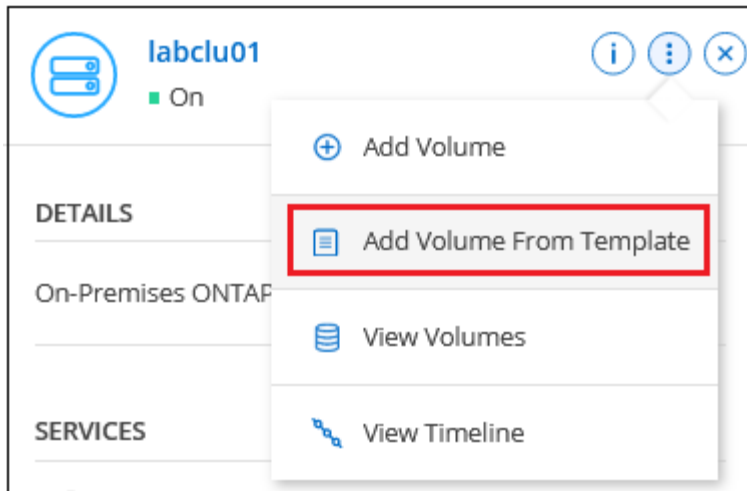 labclu01
On
Add Volume
Add Volume From Template
DETAILS
On-Premises ONTAP
View Volumes
SERVICES
View Timeline